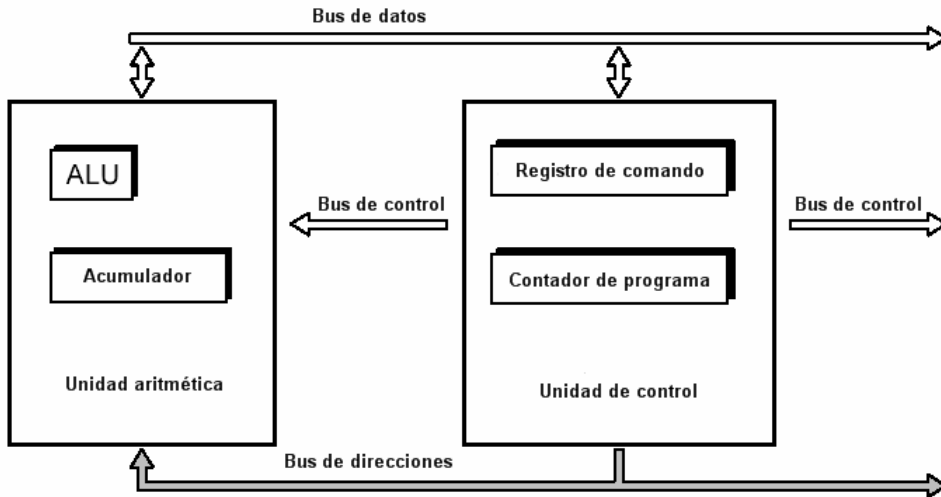 Bus de datos
ALU
Registro de comando
Bus de control
Bus de control
Acumulador
Contador de programa
Unidad aritmética
Unidad de control
Bus de direcciones